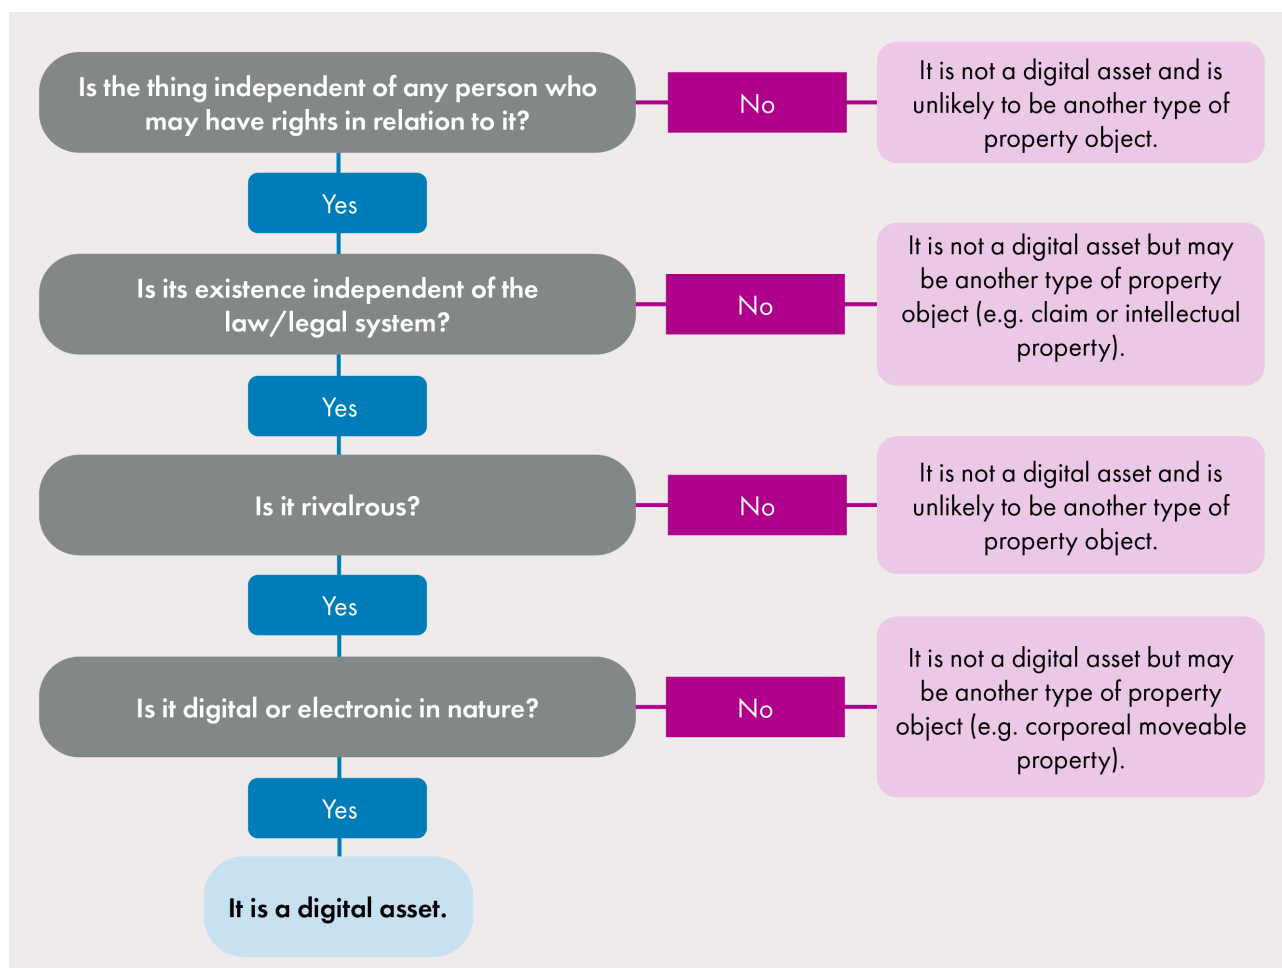 Is the thing independent of any person who
may have rights in relation to it?
No
It is not a digital asset and is
unlikely to be another type of
property object.
Yes
Is its existence independent of the
law/legal system?
No
It is not a digital asset but may
be another type of property
object (e.g. claim or intellectual
property).
Yes
Is it rivalrous?
No
It is not a digital asset and is
unlikely to be another type of
property object.
Yes
Is it digital or electronic in nature?
No
It is not a digital asset but may
be another type of property
object (e.g. corporeal moveable
property).
Yes
It is a digital asset.